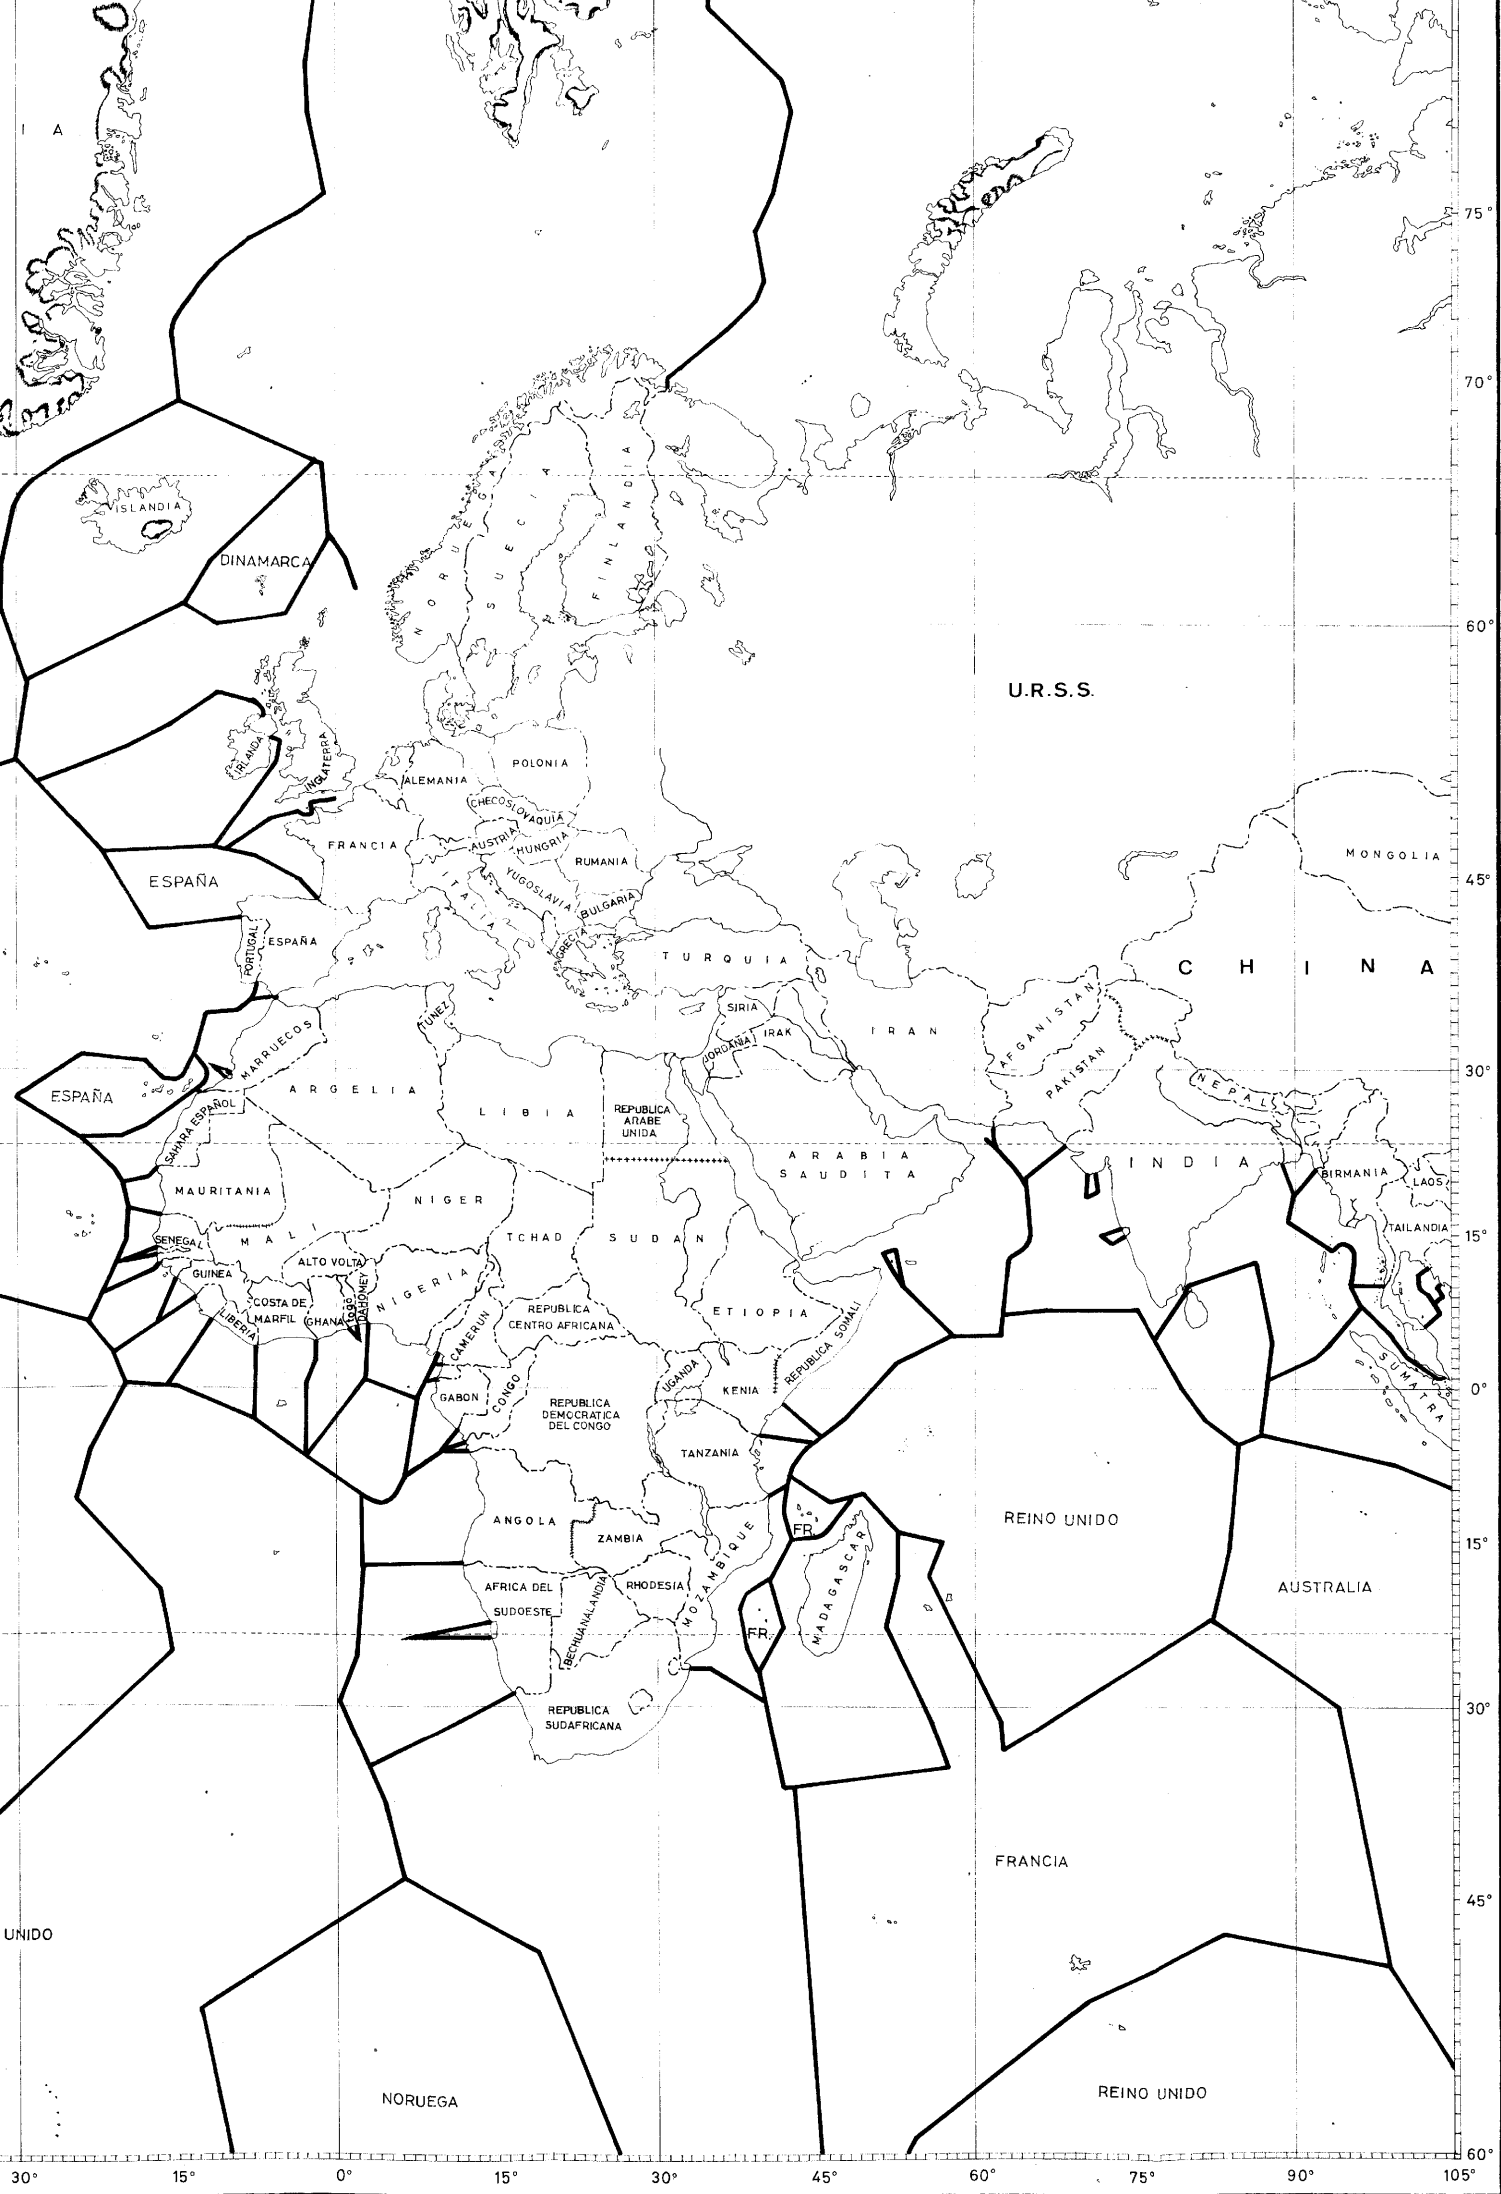 I A
75°
70°
ISLANDIA
DINAMARCA
NORUEGA
SUECIA
FINLANDIA
60°
U.R.S.S.
IRLANDA
INGLATERRA
ALEMANIA
POLONIA
CHECOSLOVAQUIA
FRANCIA
AUSTRIA
HUNGRIA
RUMANIA
MONGOLIA
ESPAÑA
45°
ITALIA
YUGOSLAVIA
BULGARIA
PORTUGAL
ESPAÑA
GRECIA
TURQUIA
CHINA
TUNEZ
SIRIA
MARRUECOS
JORDANIA
IRAK
IRAN
AFGANISTAN
PAKISTAN
30°
ESPAÑA
ARGELIA
NEPAL
SAHARA ESPAÑOL
LIBIA
REPUBLICA
ARABE
UNIDA
ARABIA
SAUDITA
INDIA
BIRMANIA
LAOS
MAURITANIA
NIGER
TAILANDIA
15°
SENEGAL
MALI
TCHAD
SUDAN
ALTO VOLTA
GUINEA
NIGERIA
COSTA DE
MARFIL
LIBERIA
GHANA
TOGO
DAHOMEY
REPUBLICA
CENTRO AFRICANA
ETIOPIA
CAMERUN
REPUBLICA SOMALI
SUMATRA
UGANDA
KENIA
0°
GABON
CONGO
REPUBLICA
DEMOCRATICA
DEL CONGO
TANZANIA
ANGOLA
ZAMBIA
FR.
REINO UNIDO
15°
MOZAMBIQUE
MADAGASCAR
AFRICA DEL
SUDOESTE
BECHUANALANDIA
RHODESIA
AUSTRALIA
FR.
REPUBLICA
SUDAFRICANA
30°
FRANCIA
45°
UNIDO
NORUEGA
REINO UNIDO
60°
30° 15° 0° 15° 30° 45° 60° 75° 90° 105°